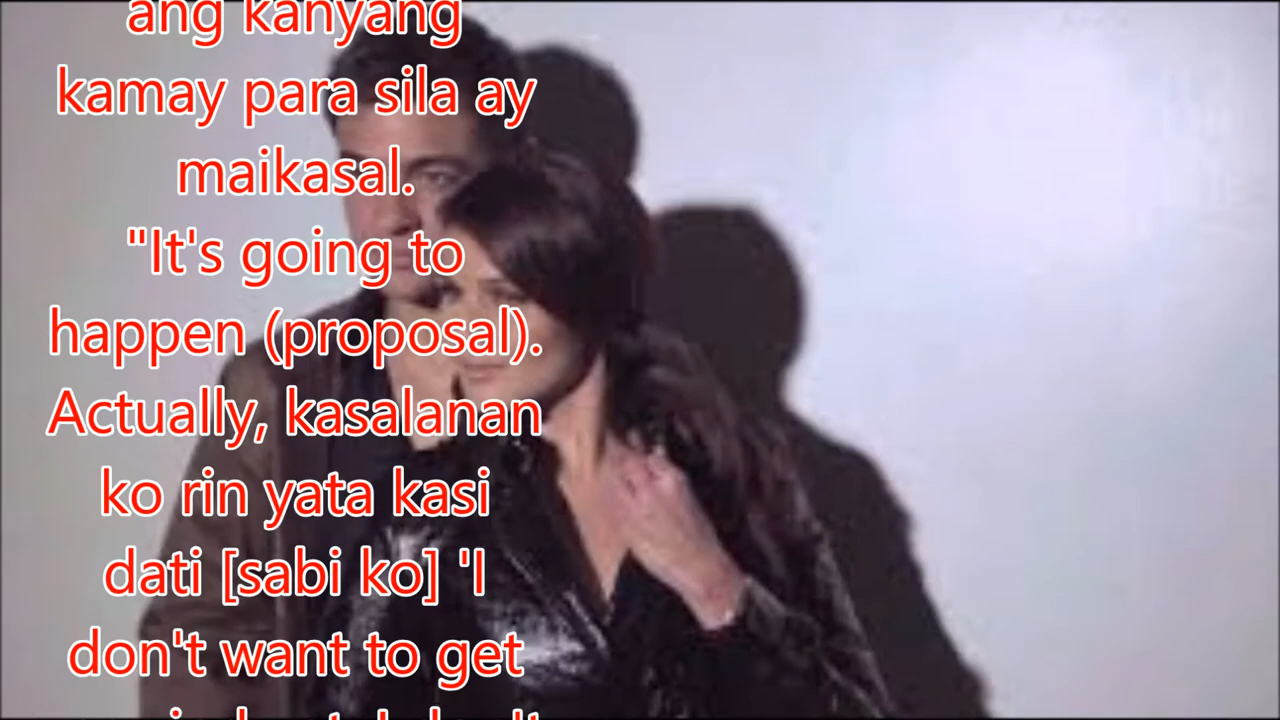 ang kanyang
kamay para sila ay
maikasal.
"It's going to
happen (proposal).
Actually, kasalanan
ko rin yata kasi
dati [sabi ko] 'I
don't want to get